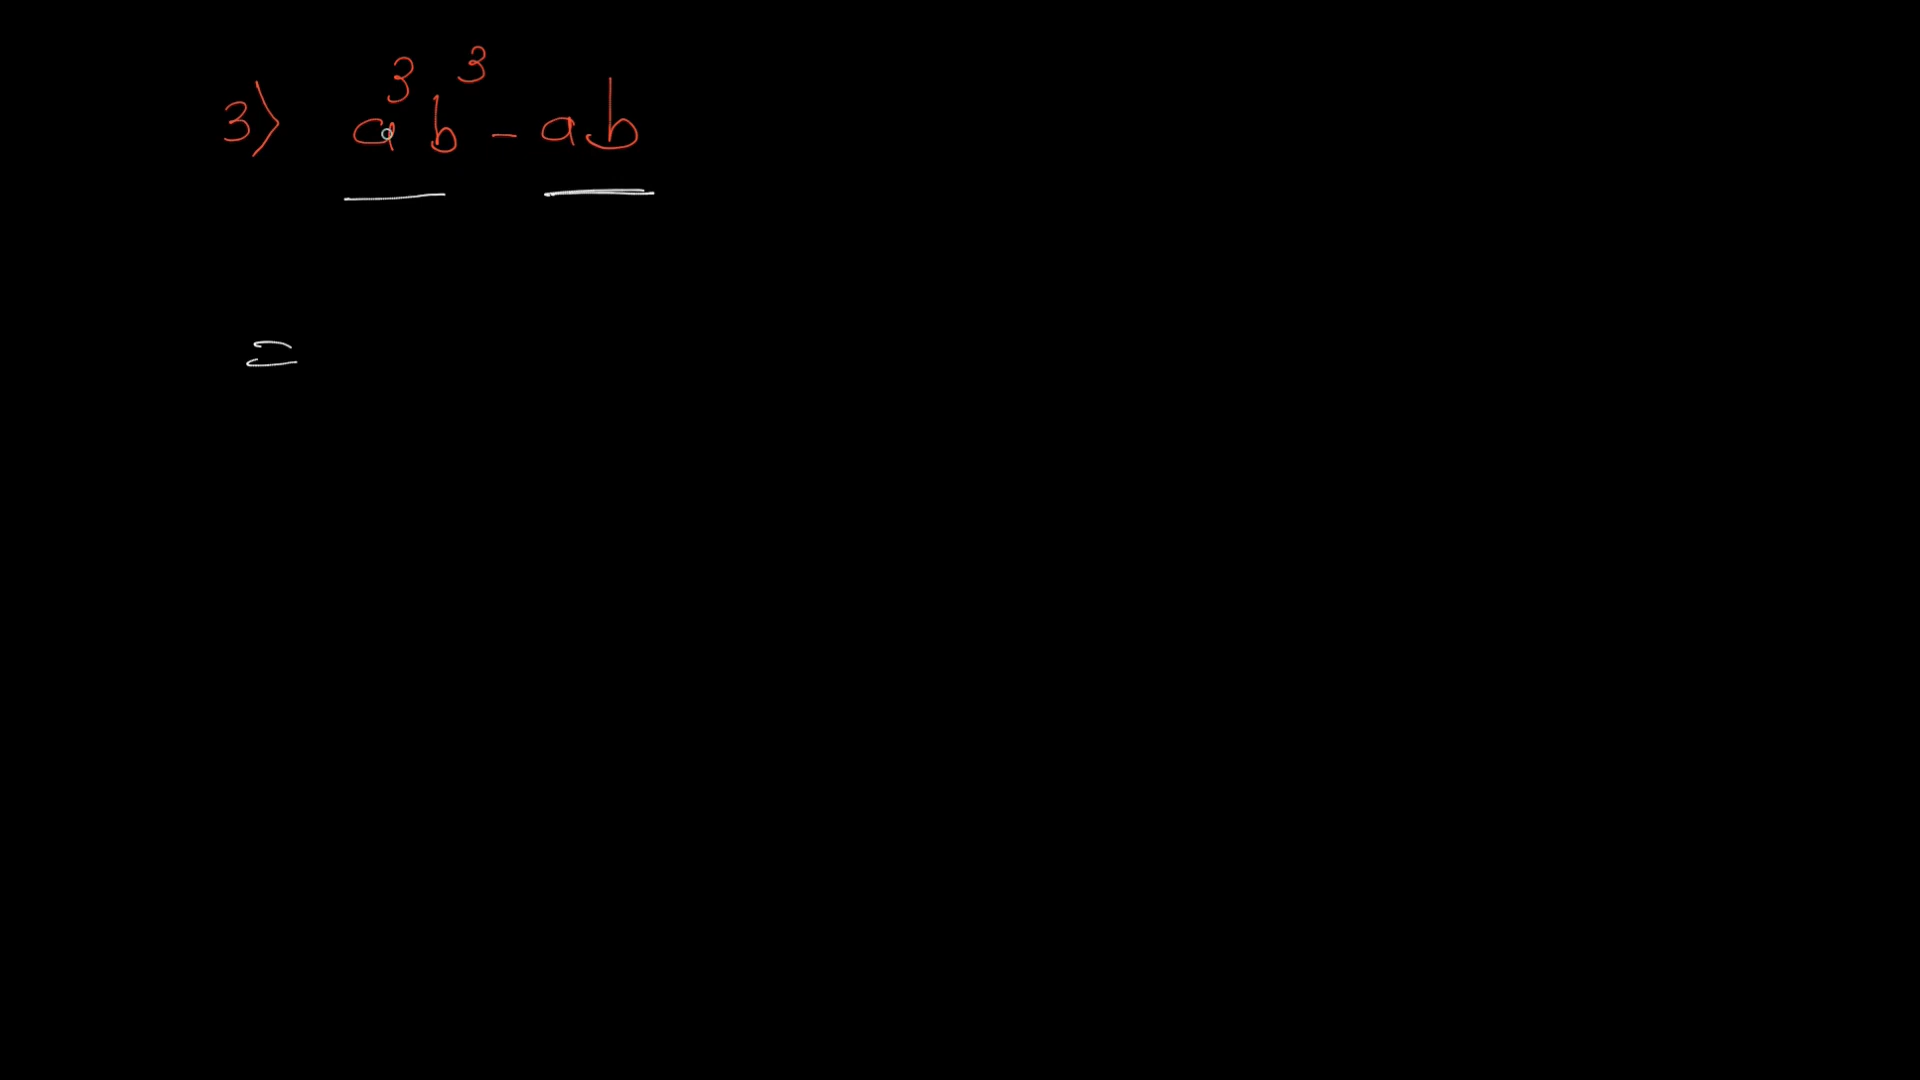 3) a³b³ - ab
=